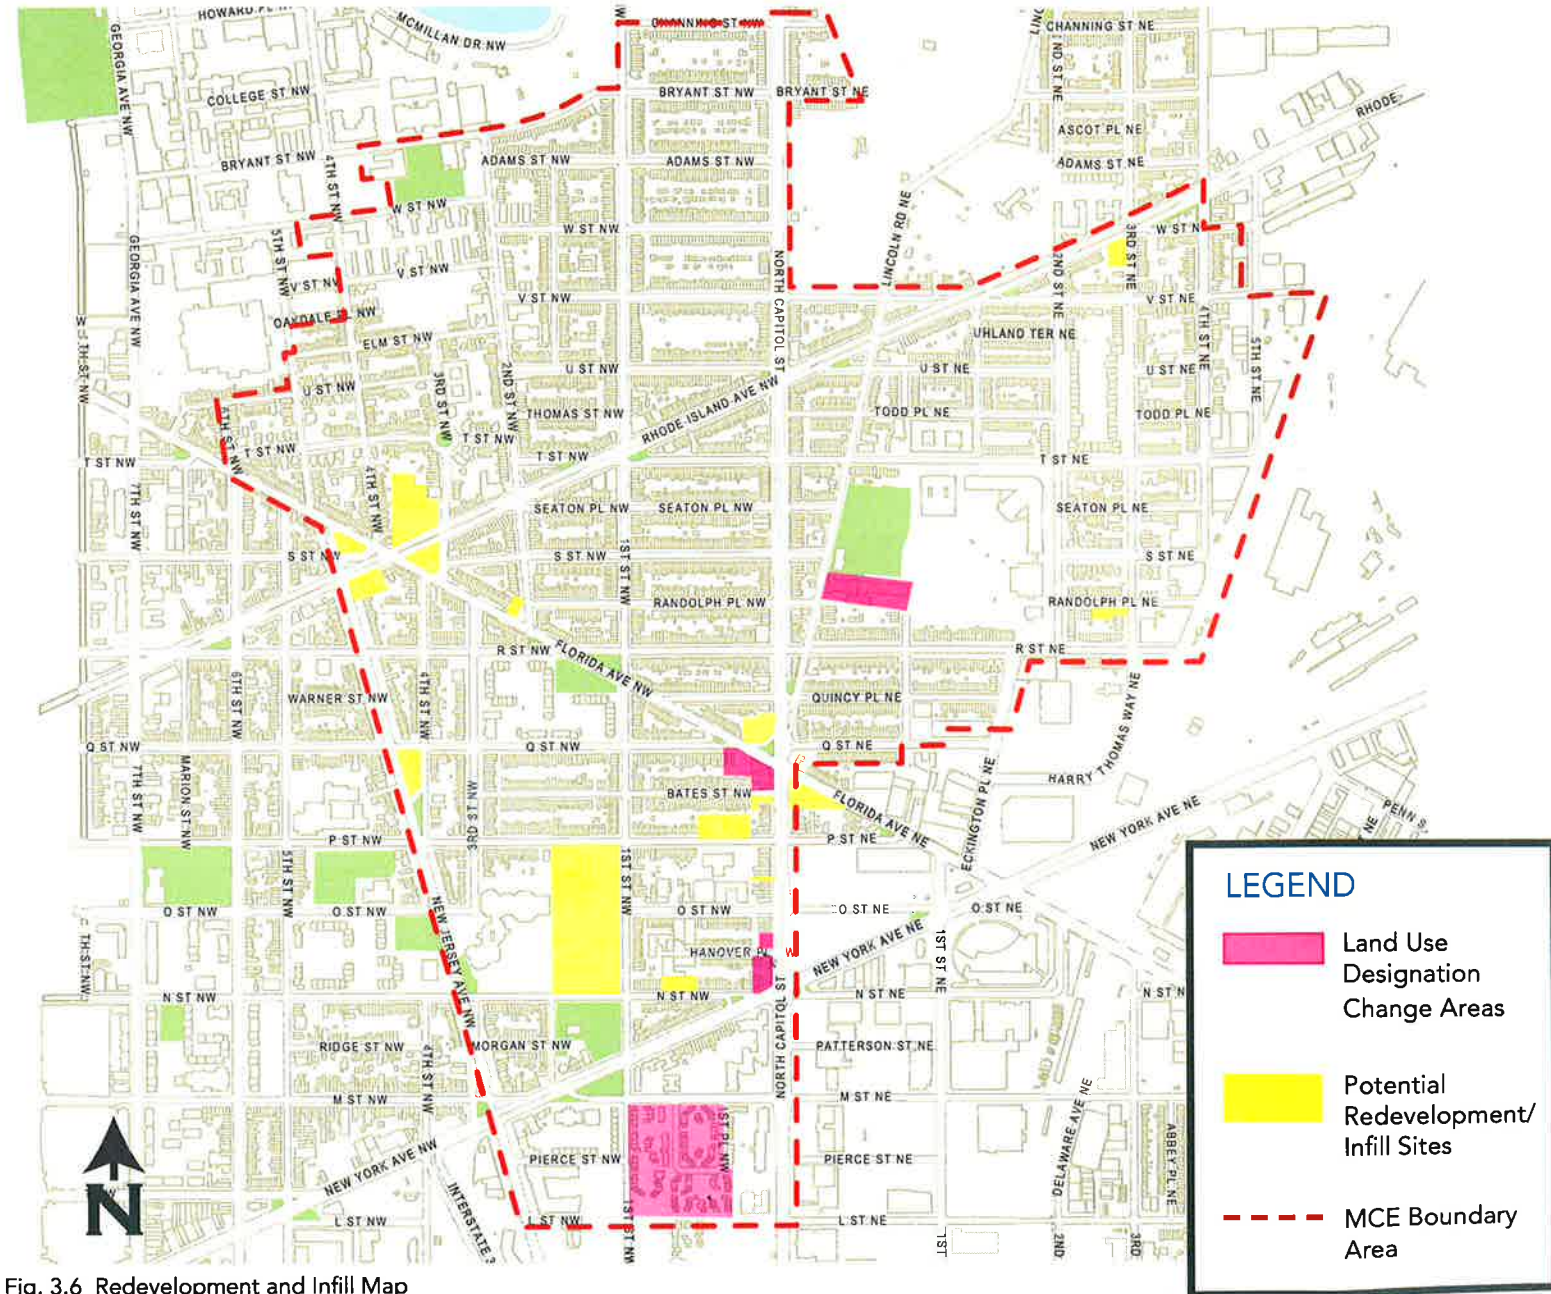 HOWARD PL N
MCMILLAN DR NW
CHANNING ST NW
CHANNING ST NE
GEORGIA AVE NW
COLLEGE ST NW
BRYANT ST NW
BRYANT ST NE
2ND ST NE
RHODE
ASCOT PL NE
BRYANT ST NW
4TH ST NW
ADAMS ST NW
ADAMS ST NW
ADAMS ST NE
W ST NW
W ST NW
LINCOLN RD NE
3RD ST NE
W ST N
GEORGIA AVE NW
5TH ST NW
V ST NW
V ST NW
V ST NW
NORTH CAPITOL ST
2ND ST NE
V ST NE
OAKDALE PL NW
ELM ST NW
UHLAND TER NE
4TH ST NE
5TH ST NE
TH ST NW
U ST NW
3RD ST NW
2ND ST NW
U ST NW
U ST NE
U ST NE
THOMAS ST NW
RHODE ISLAND AVE NW
TODD PL NE
TODD PL NE
6TH ST NW
T ST NW
T ST NW
T ST NW
T ST NW
T ST NE
7TH ST NW
4TH ST NW
SEATON PL NW
SEATON PL NW
SEATON PL NE
S ST NW
S ST NW
1ST ST NW
S ST NE
RANDOLPH PL NW
RANDOLPH PL NE
R ST NW
FLORIDA AVE NW
R ST NE
6TH ST NW
WARNER ST NW
4TH ST NW
QUINCY PL NE
Q ST NW
Q ST NW
Q ST NE
HARRY THOMAS WAY NE
7TH ST NW
MARION ST NW
3RD ST NW
BATES ST NW
FLORIDA AVE NE
ECKINGTON PL NE
NEW YORK AVE NE
PENN S
T NE
P ST NW
P ST NE
5TH ST NW
1ST ST NW
O ST NW
O ST NW
O ST NW
O ST NE
O ST NE
TH ST NW
NEW JERSEY AVE NW
HANOVER PL
W
NEW YORK AVE NE
1ST ST NE
N ST NW
N ST NW
N ST NE
N ST N
RIDGE ST NW
4TH ST NW
MORGAN ST NW
NORTH CAPITOL ST
PATTERSON ST NE
M ST NW
M ST NE
DELAWARE AVE NE
ABBEY PL NE
NEW YORK AVE NW
PIERCE ST NW
1ST PL NW
PIERCE ST NE
INTERSTATE 3
L ST NW
L ST NW
1ST ST NW
L ST NE
1ST
2ND
3RD
N
LEGEND
Land Use
Designation
Change Areas
Potential
Redevelopment/
Infill Sites
MCE Boundary
Area
Fig. 3.6 Redevelopment and Infill Map